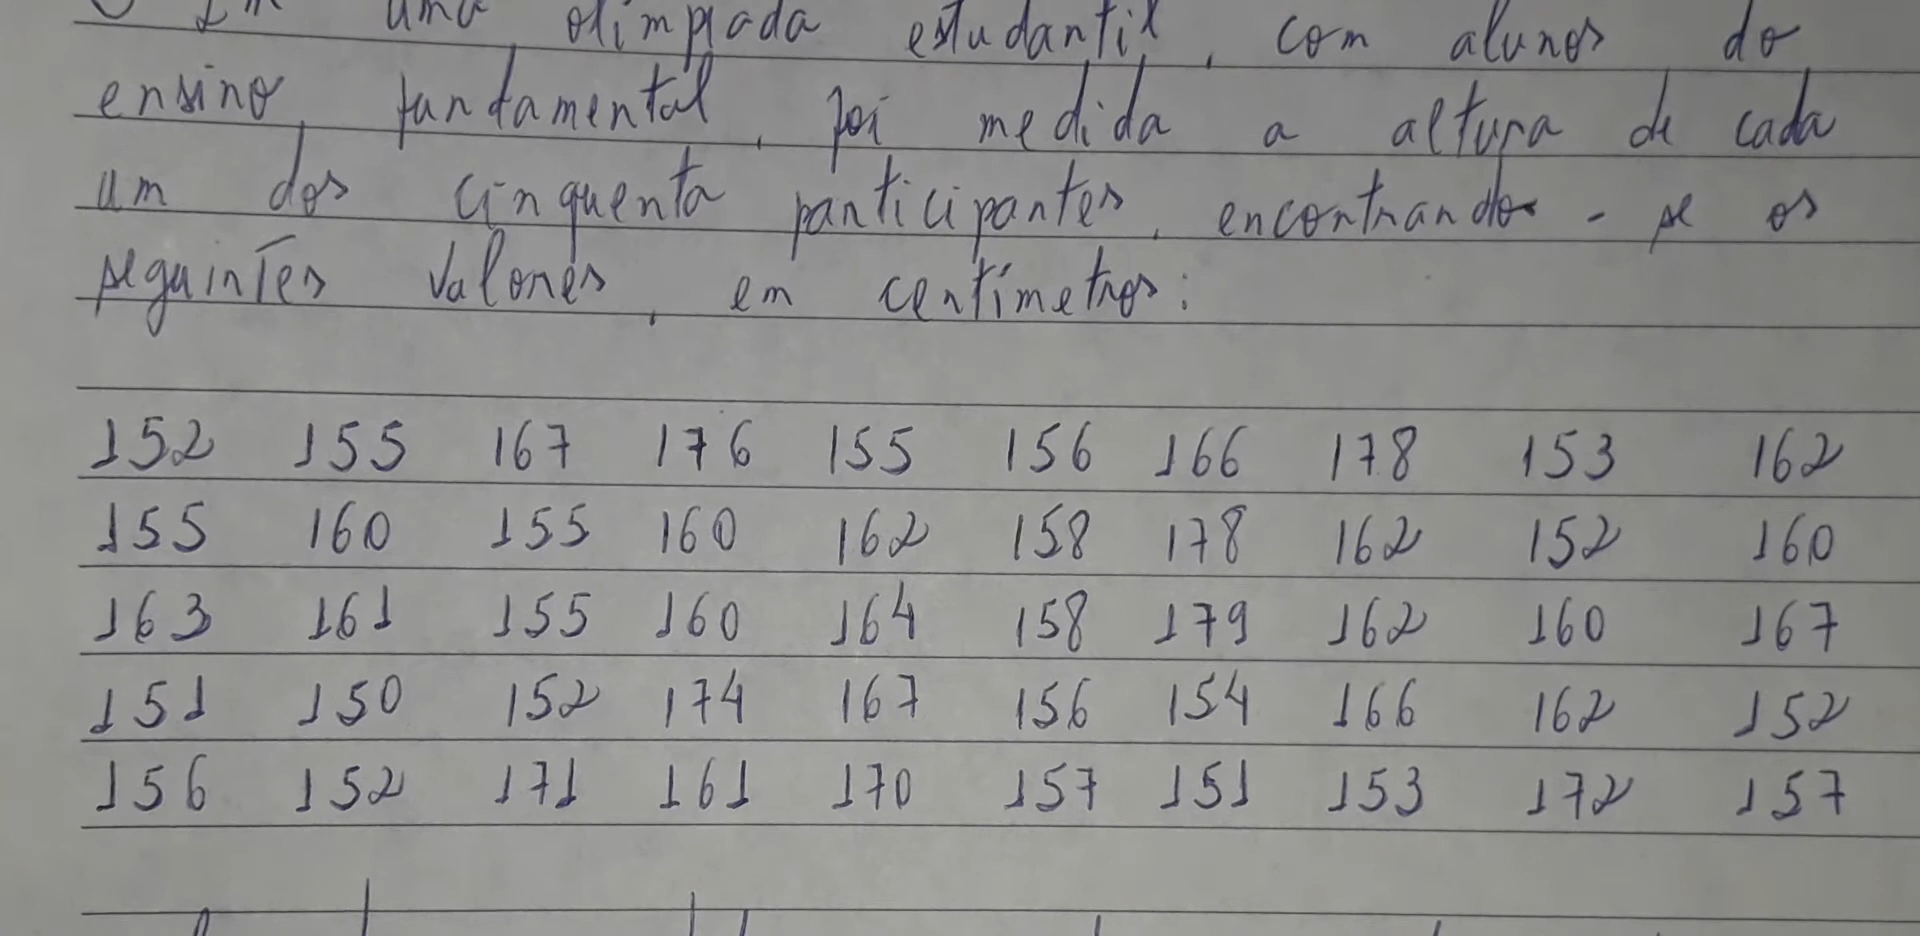 Em uma olimpiada estudantil, com alunos do
ensino fundamental, foi medida a altura de cada
um dos cinquenta participantes, encontrando-se os
seguintes valores, em centímetros:
152 155 167 176 155 156 166 178 153 162
155 160 155 160 162 158 178 162 152 160
163 161 155 160 164 158 179 162 160 167
151 150 152 174 167 156 154 166 162 152
156 152 171 161 170 157 151 153 172 157